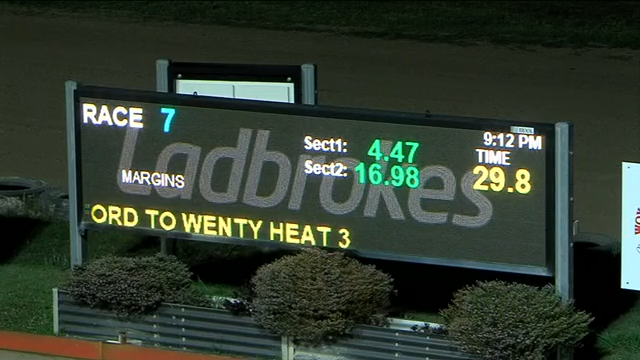 RACE 7
9:12 PM
Sect1: 4.47
TIME
Sect2: 16.98
29.8
Ladbrokes
MARGINS
ORD TO WENTY HEAT 3